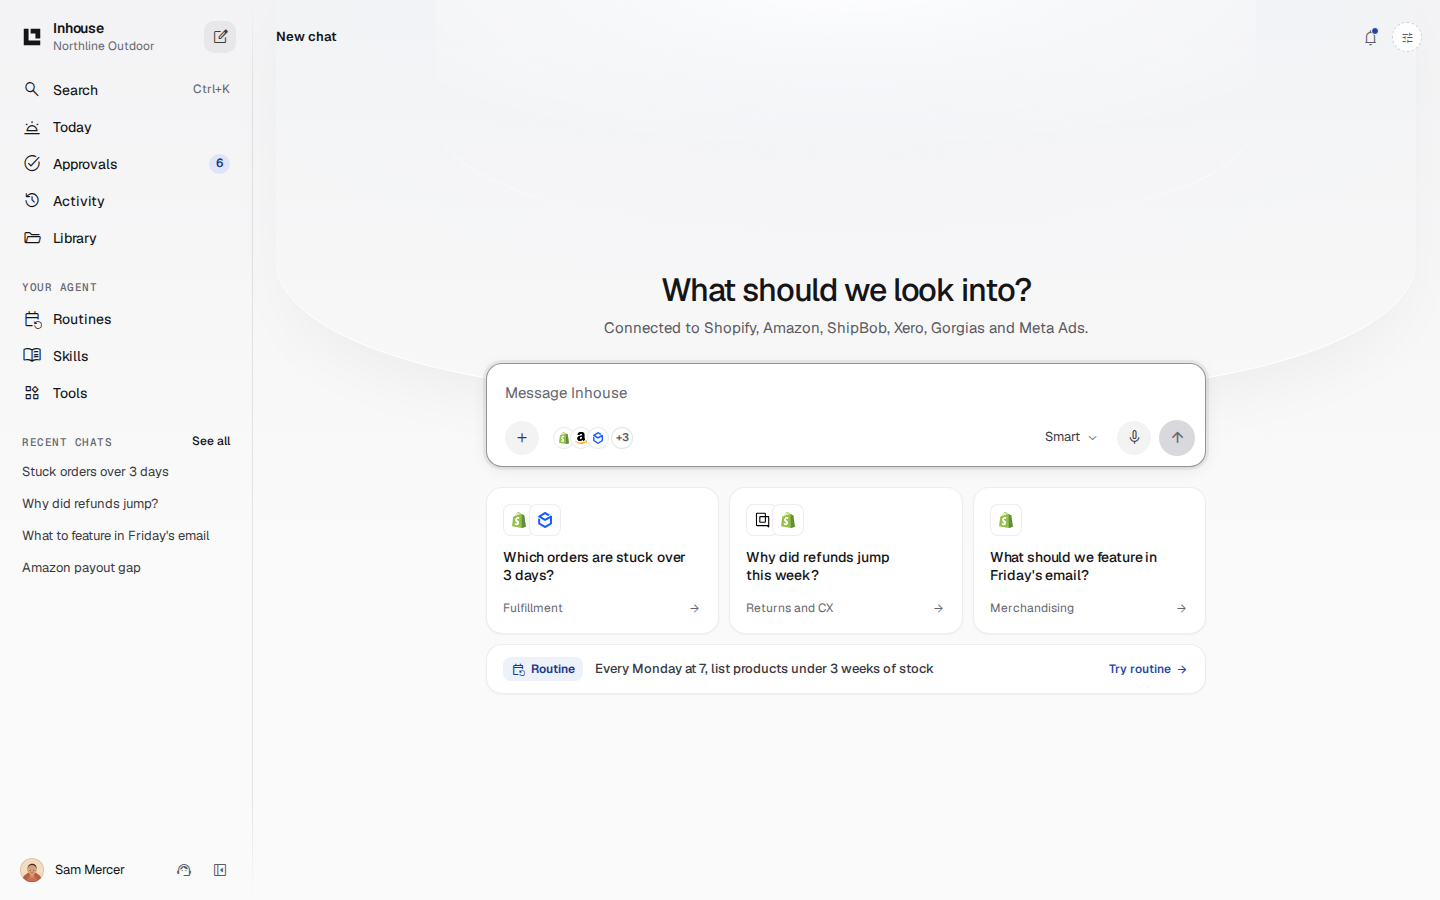 Inhouse
Northline Outdoor
Search
Ctrl+K
Today
Approvals
6
Activity
Library
YOUR AGENT
Routines
Skills
Tools
RECENT CHATS
See all
Stuck orders over 3 days
Why did refunds jump?
What to feature in Friday's email
Amazon payout gap
Sam Mercer
New chat
What should we look into?
Connected to Shopify, Amazon, ShipBob, Xero, Gorgias and Meta Ads.
Message Inhouse
+3
Smart
Which orders are stuck over
3 days?
Fulfillment
Why did refunds jump
this week?
Returns and CX
What should we feature in
Friday's email?
Merchandising
Routine
Every Monday at 7, list products under 3 weeks of stock
Try routine